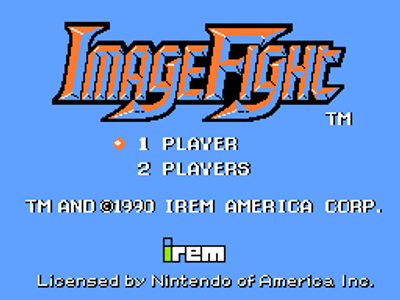 IMAGEFIGHT
TM
1 PLAYER
2 PLAYERS
TM AND ©1990 IREM AMERICA CORP.
irem
Licensed by Nintendo of America Inc.